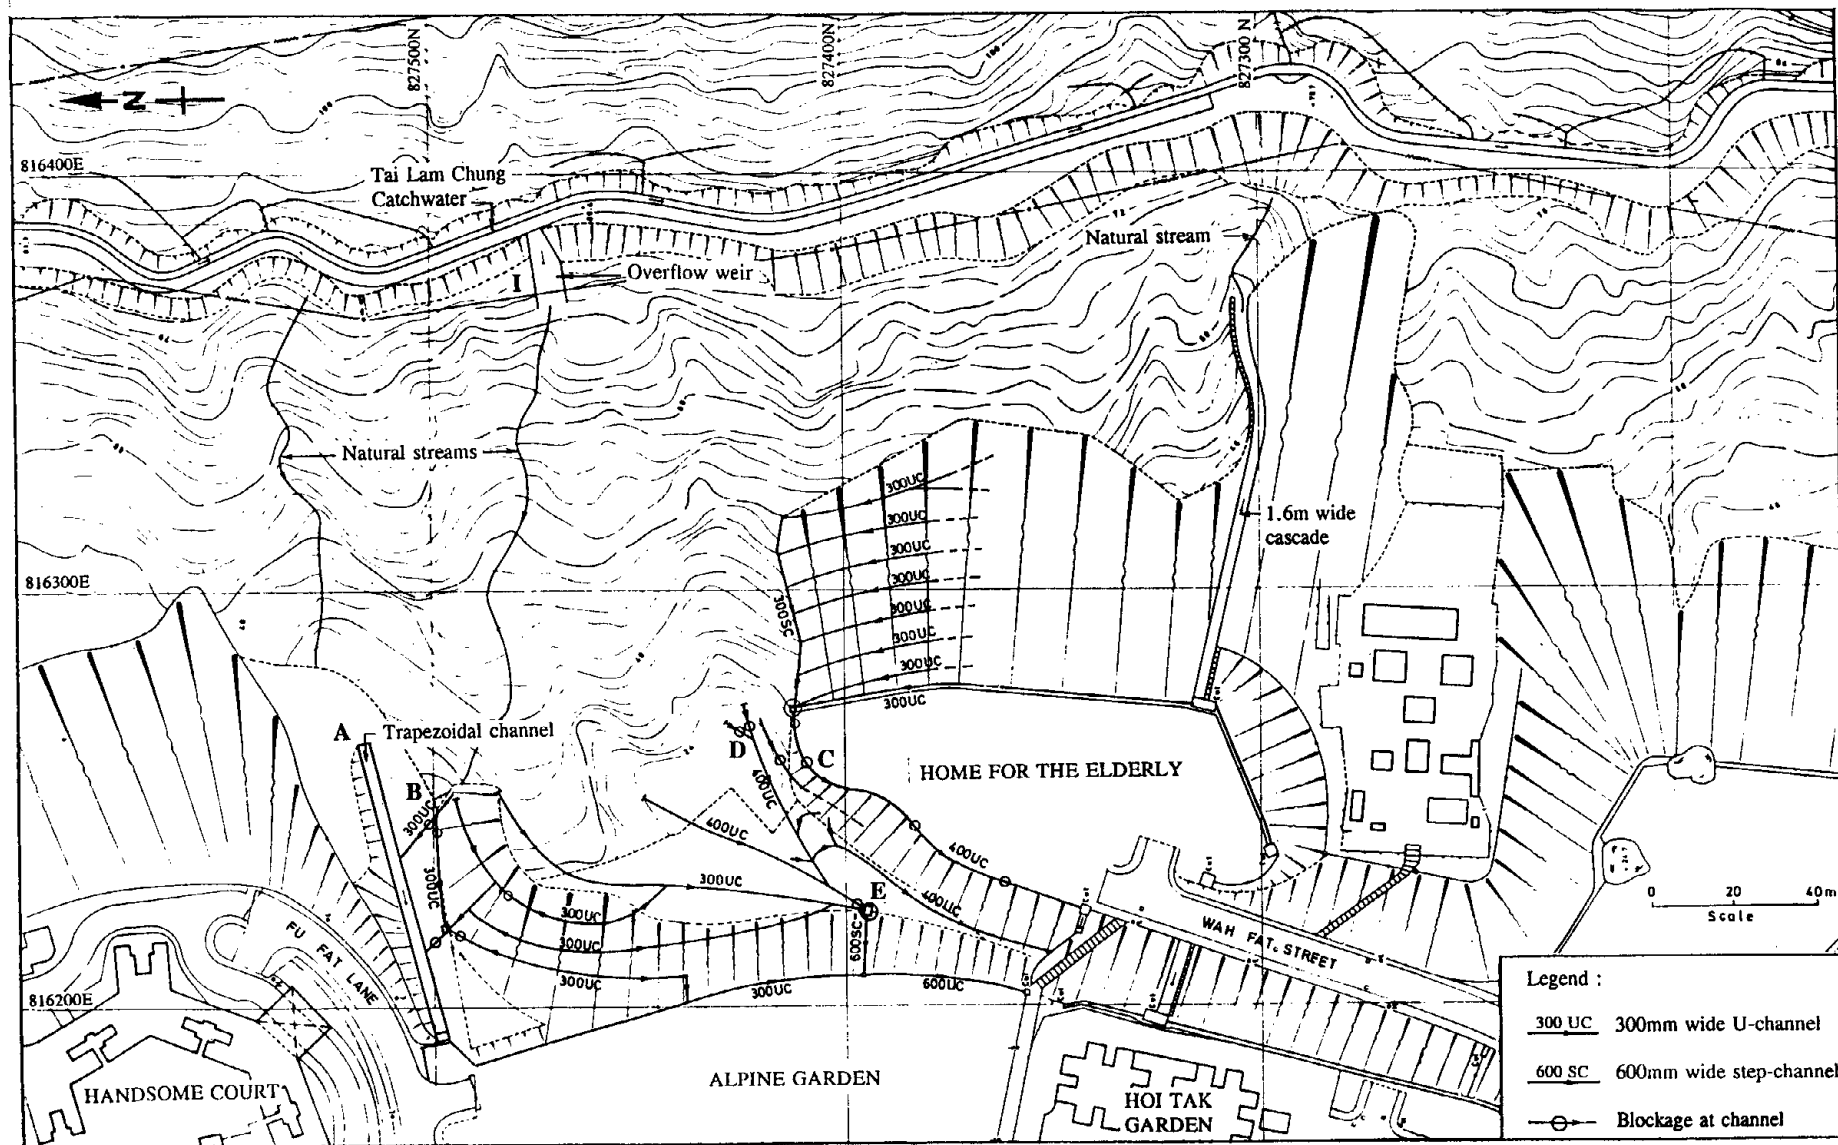 827500N
827400N
827300 N
N
816400E
Tai Lam Chung
Catchwater
Natural stream
I
Overflow weir
Natural streams
300UC
300UC
300UC
300UC
300UC
300UC
300UC
300SC
300UC
1.6m wide
cascade
816300E
A
Trapezoidal channel
B
300UC
300UC
D
C
400UC
400UC
HOME FOR THE ELDERLY
400UC
300UC
E
400UC
300UC
300UC
300UC
600SC
300UC
600UC
WAH FAT STREET
FU FAT LANE
816200E
HANDSOME COURT
ALPINE GARDEN
HOI TAK
GARDEN
0 20 40m
Scale
Legend :
300 UC 300mm wide U-channel
600 SC 600mm wide step-channel
Blockage at channel